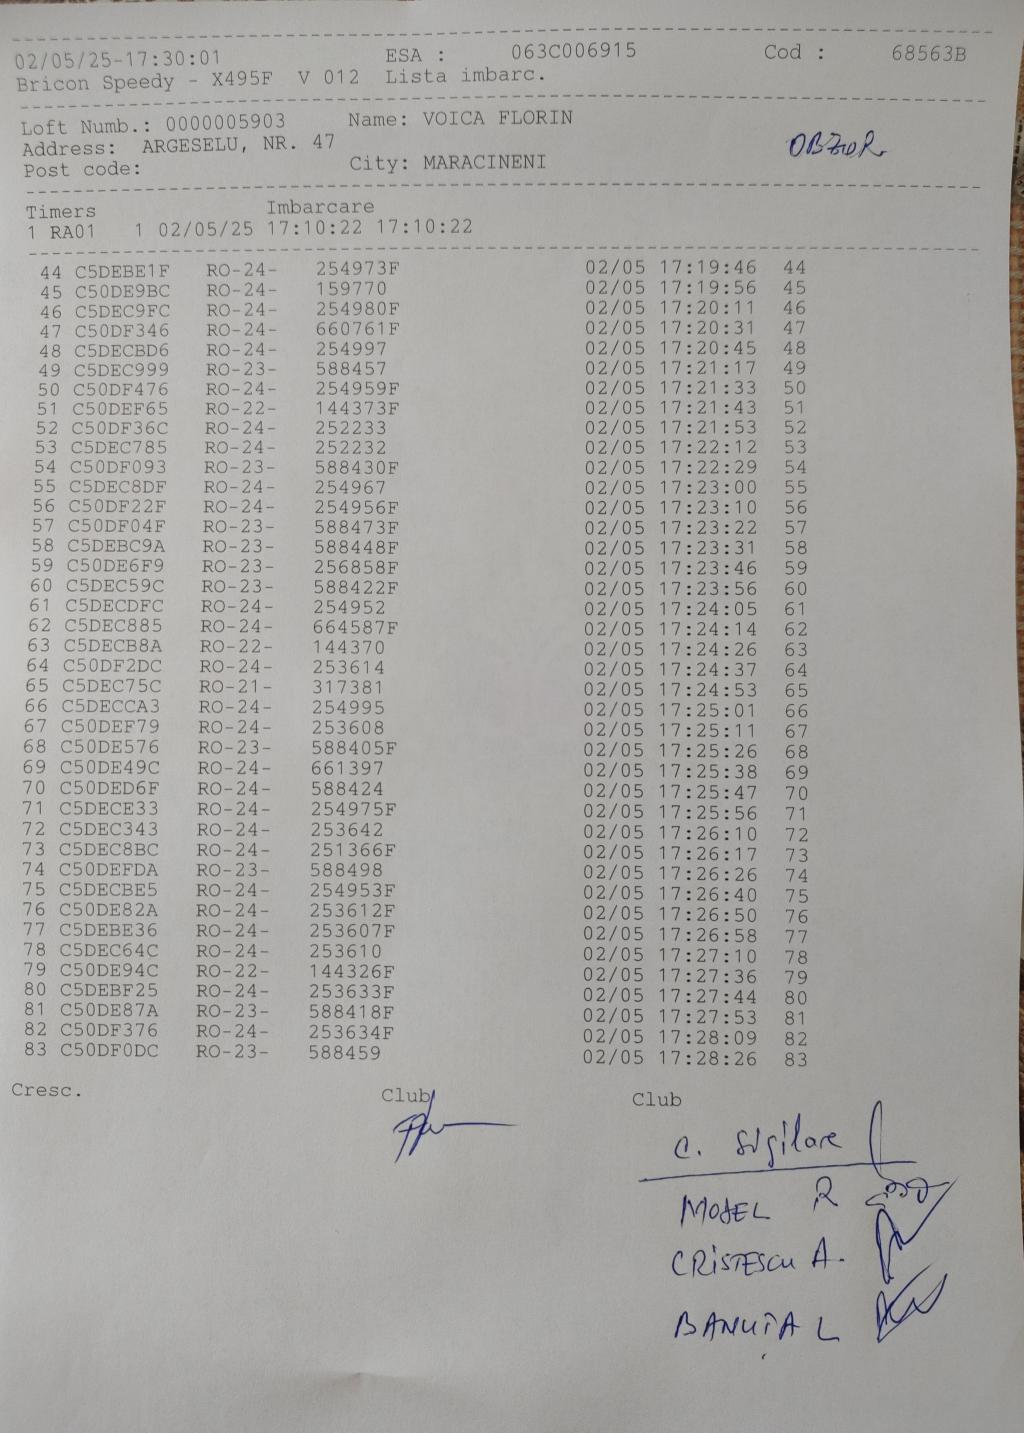 02/05/25-17:30:01 ESA : 063C006915 Cod : 68563B
Bricon Speedy - X495F V 012 Lista imbarc.
Loft Numb.: 0000005903 Name: VOICA FLORIN
Address: ARGESELU, NR. 47
Post code: City: MARACINENI
Timers Imbarcare
1 RA01 1 02/05/25 17:10:22 17:10:22
44 C5DEBE1F RO-24- 254973F 02/05 17:19:46 44
45 C50DE9BC RO-24- 159770 02/05 17:19:56 45
46 C5DEC9FC RO-24- 254980F 02/05 17:20:11 46
47 C50DF346 RO-24- 660761F 02/05 17:20:31 47
48 C5DECBD6 RO-24- 254997 02/05 17:20:45 48
49 C5DEC999 RO-23- 588457 02/05 17:21:17 49
50 C50DF476 RO-24- 254959F 02/05 17:21:33 50
51 C50DEF65 RO-22- 144373F 02/05 17:21:43 51
52 C50DF36C RO-24- 252233 02/05 17:21:53 52
53 C5DEC785 RO-24- 252232 02/05 17:22:12 53
54 C50DF093 RO-23- 588430F 02/05 17:22:29 54
55 C5DEC8DF RO-24- 254967 02/05 17:23:00 55
56 C50DF22F RO-24- 254956F 02/05 17:23:10 56
57 C50DF04F RO-23- 588473F 02/05 17:23:22 57
58 C5DEBC9A RO-23- 588448F 02/05 17:23:31 58
59 C50DE6F9 RO-23- 256858F 02/05 17:23:46 59
60 C5DEC59C RO-23- 588422F 02/05 17:23:56 60
61 C5DECDFC RO-24- 254952 02/05 17:24:05 61
62 C5DEC885 RO-24- 664587F 02/05 17:24:14 62
63 C5DECB8A RO-22- 144370 02/05 17:24:26 63
64 C50DF2DC RO-24- 253614 02/05 17:24:37 64
65 C5DEC75C RO-21- 317381 02/05 17:24:53 65
66 C5DECCA3 RO-24- 254995 02/05 17:25:01 66
67 C50DEF79 RO-24- 253608 02/05 17:25:11 67
68 C50DE576 RO-23- 588405F 02/05 17:25:26 68
69 C50DE49C RO-24- 661397 02/05 17:25:38 69
70 C50DED6F RO-24- 588424 02/05 17:25:47 70
71 C5DECE33 RO-24- 254975F 02/05 17:25:56 71
72 C5DEC343 RO-24- 253642 02/05 17:26:10 72
73 C5DEC8BC RO-24- 251366F 02/05 17:26:17 73
74 C50DEFDA RO-23- 588498 02/05 17:26:26 74
75 C5DECBE5 RO-24- 254953F 02/05 17:26:40 75
76 C50DE82A RO-24- 253612F 02/05 17:26:50 76
77 C5DEBE36 RO-24- 253607F 02/05 17:26:58 77
78 C5DEC64C RO-24- 253610 02/05 17:27:10 78
79 C50DE94C RO-22- 144326F 02/05 17:27:36 79
80 C5DEBF25 RO-24- 253633F 02/05 17:27:44 80
81 C50DE87A RO-23- 588418F 02/05 17:27:53 81
82 C50DF376 RO-24- 253634F 02/05 17:28:09 82
83 C50DF0DC RO-23- 588459 02/05 17:28:26 83
Cresc. Club Club
C. sigilare
MOJEL R
CRISTESCU A.
BANUTA L